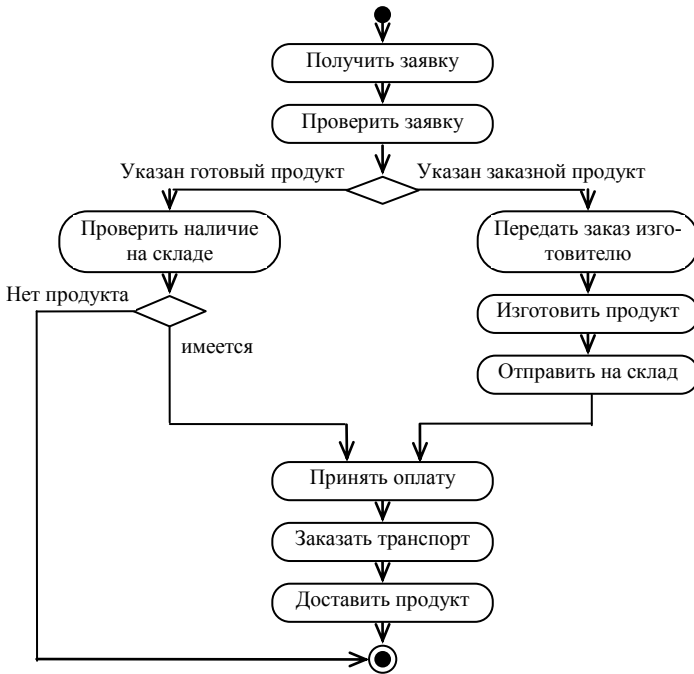 Получить заявку
Проверить заявку
Указан готовый продукт
Указан заказной продукт
Проверить наличие
на складе
Передать заказ изго-
товителю
Нет продукта
Изготовить продукт
имеется
Отправить на склад
Принять оплату
Заказать транспорт
Доставить продукт